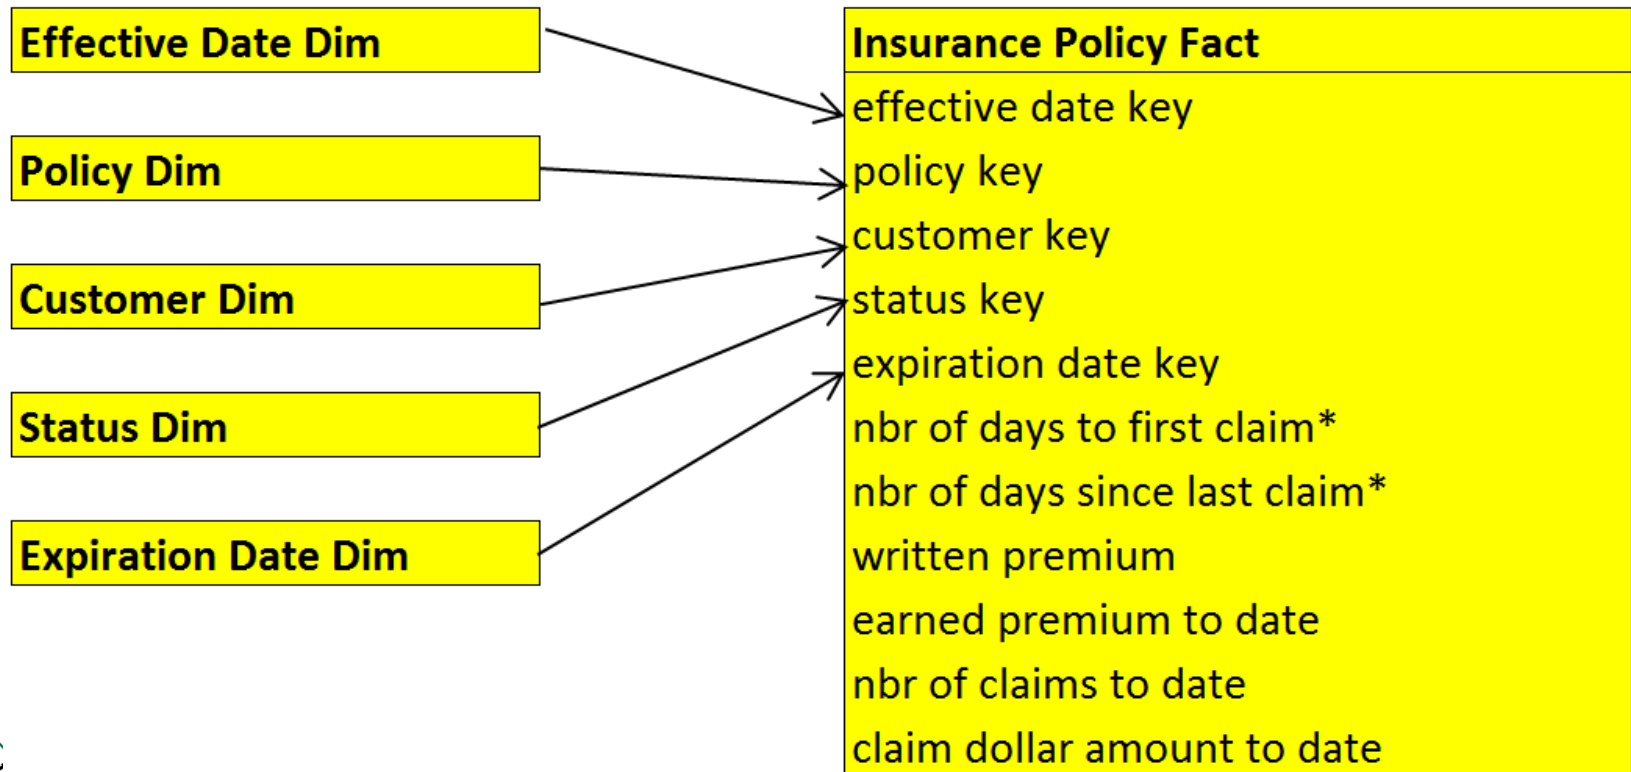 Effective Date Dim
Policy Dim
Customer Dim
Status Dim
Expiration Date Dim
Insurance Policy Fact
effective date key
policy key
customer key
status key
expiration date key
nbr of days to first claim*
nbr of days since last claim*
written premium
earned premium to date
nbr of claims to date
claim dollar amount to date